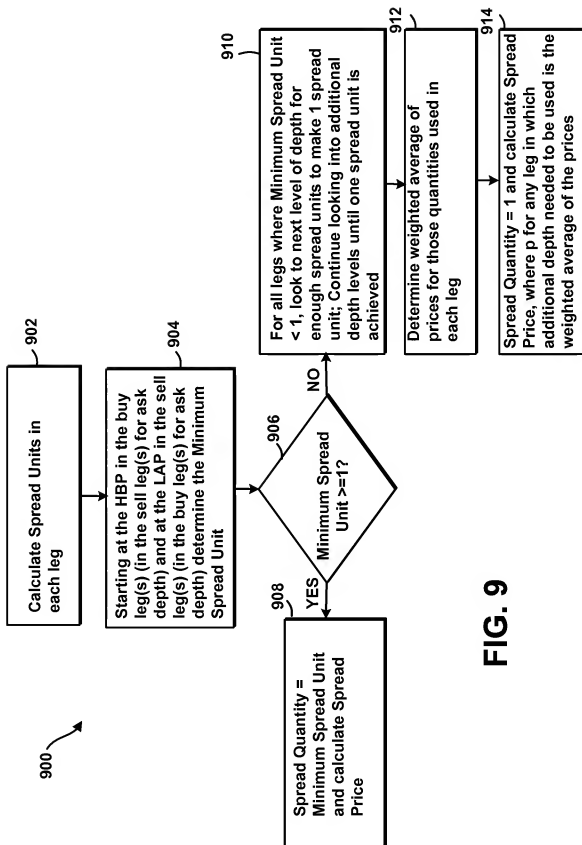 900
902
Calculate Spread Units in
each leg
904
Starting at the HBP in the buy
leg(s) (in the sell leg(s) for ask
depth) and at the LAP in the sell
leg(s) (in the buy leg(s) for ask
depth) determine the Minimum
Spread Unit
906
Minimum Spread
Unit >=1?
YES
NO
908
Spread Quantity =
Minimum Spread Unit
and calculate Spread
Price
910
For all legs where Minimum Spread Unit
< 1, look to next level of depth for
enough spread units to make 1 spread
unit; Continue looking into additional
depth levels until one spread unit is
achieved
912
Determine weighted average of
prices for those quantities used in
each leg
914
Spread Quantity = 1 and calculate Spread
Price, where p for any leg in which
additional depth needed to be used is the
weighted average of the prices
FIG. 9